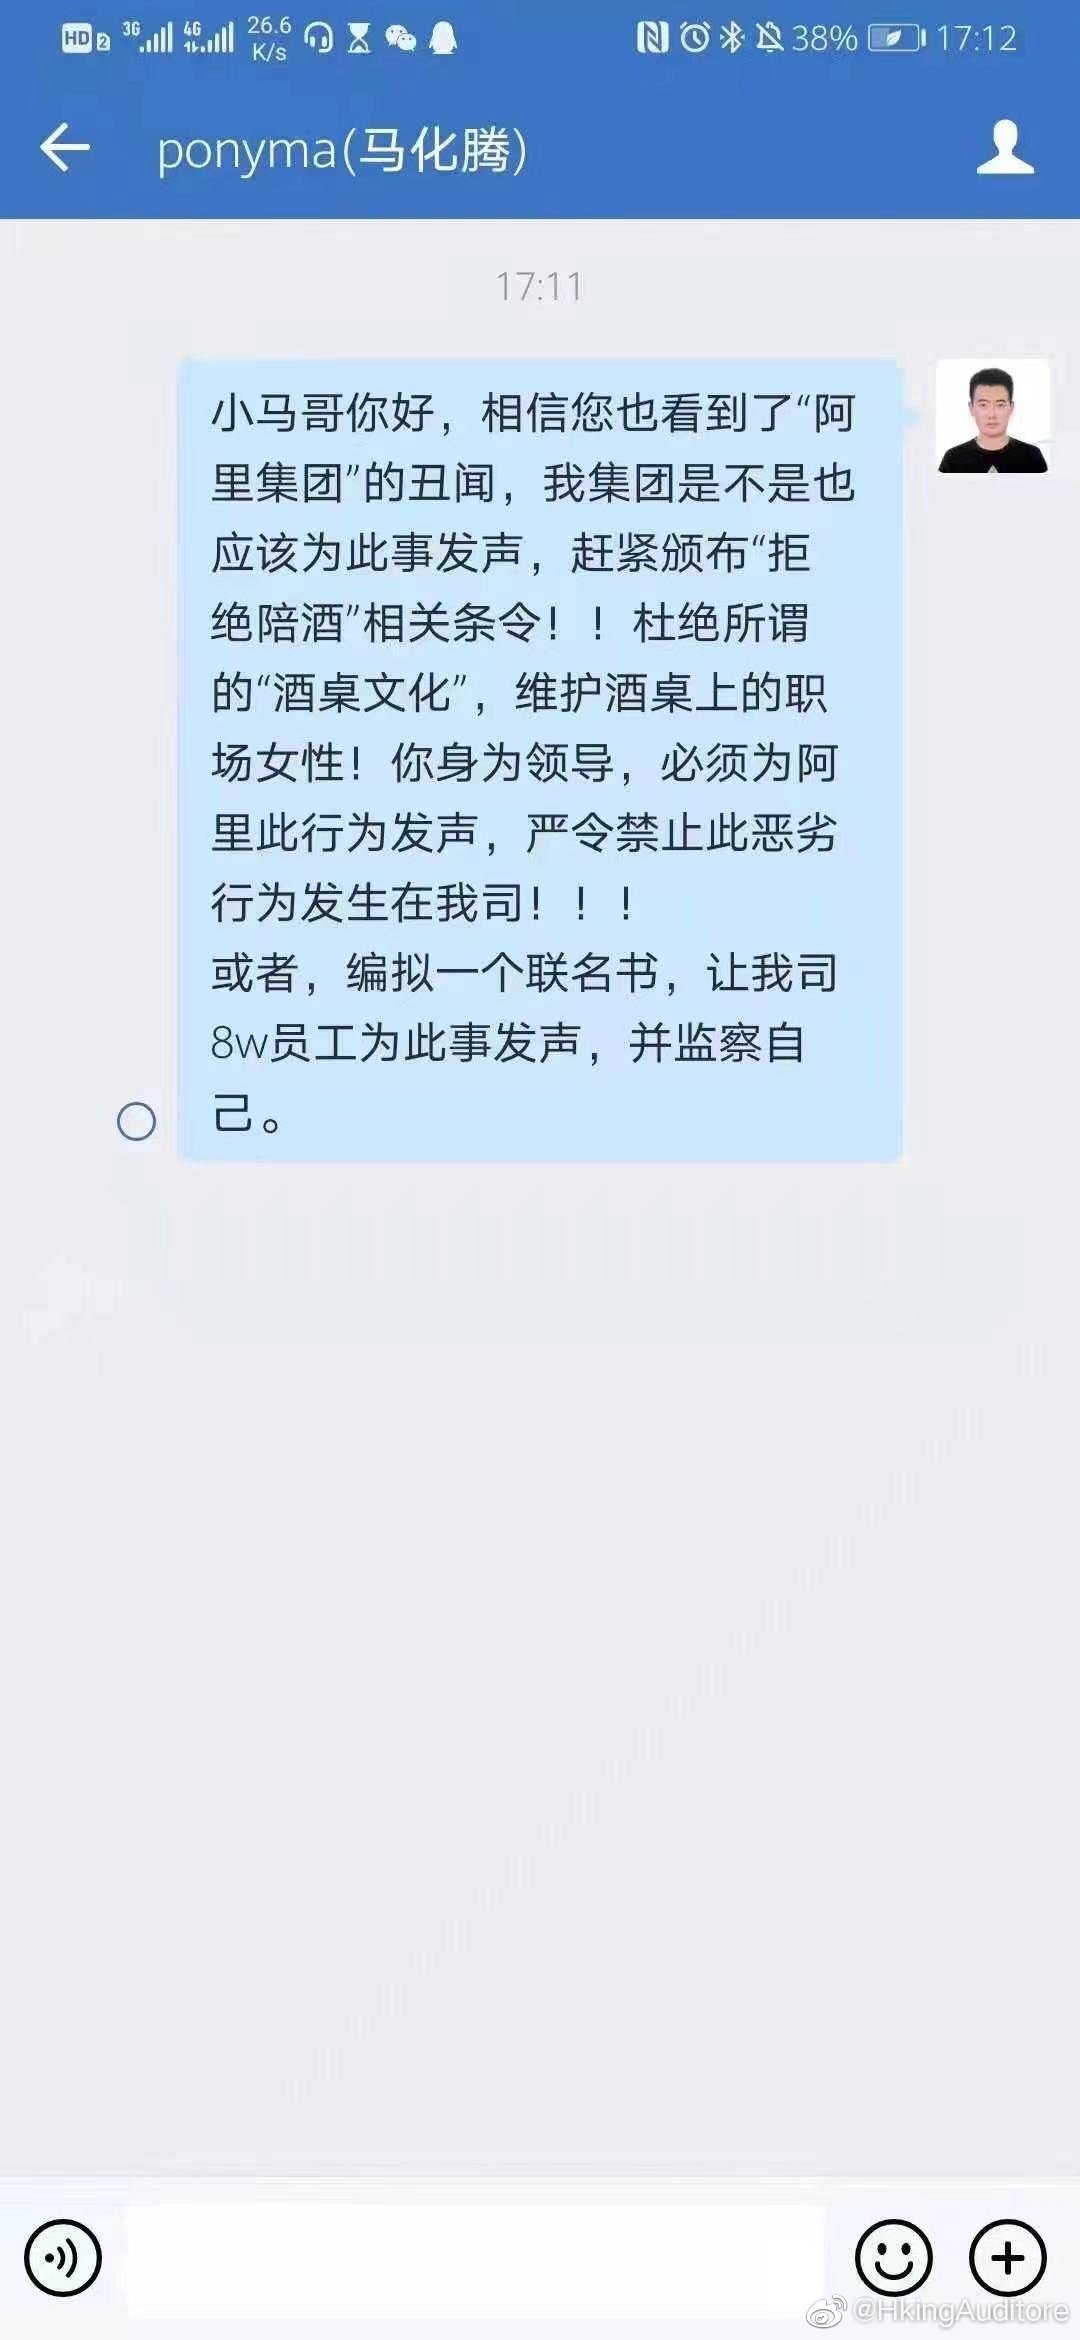 HD 2 3G 4G 26.6 K/s 38% 17:12
ponyma(马化腾)
17:11
小马哥你好，相信您也看到了“阿
里集团”的丑闻，我集团是不是也
应该为此事发声，赶紧颁布“拒
绝陪酒”相关条令！！杜绝所谓
的“酒桌文化”，维护酒桌上的职
场女性！你身为领导，必须为阿
里此行为发声，严令禁止此恶劣
行为发生在我司！！！
或者，编拟一个联名书，让我司
8w员工为此事发声，并监察自
己。
@HkingAuditore